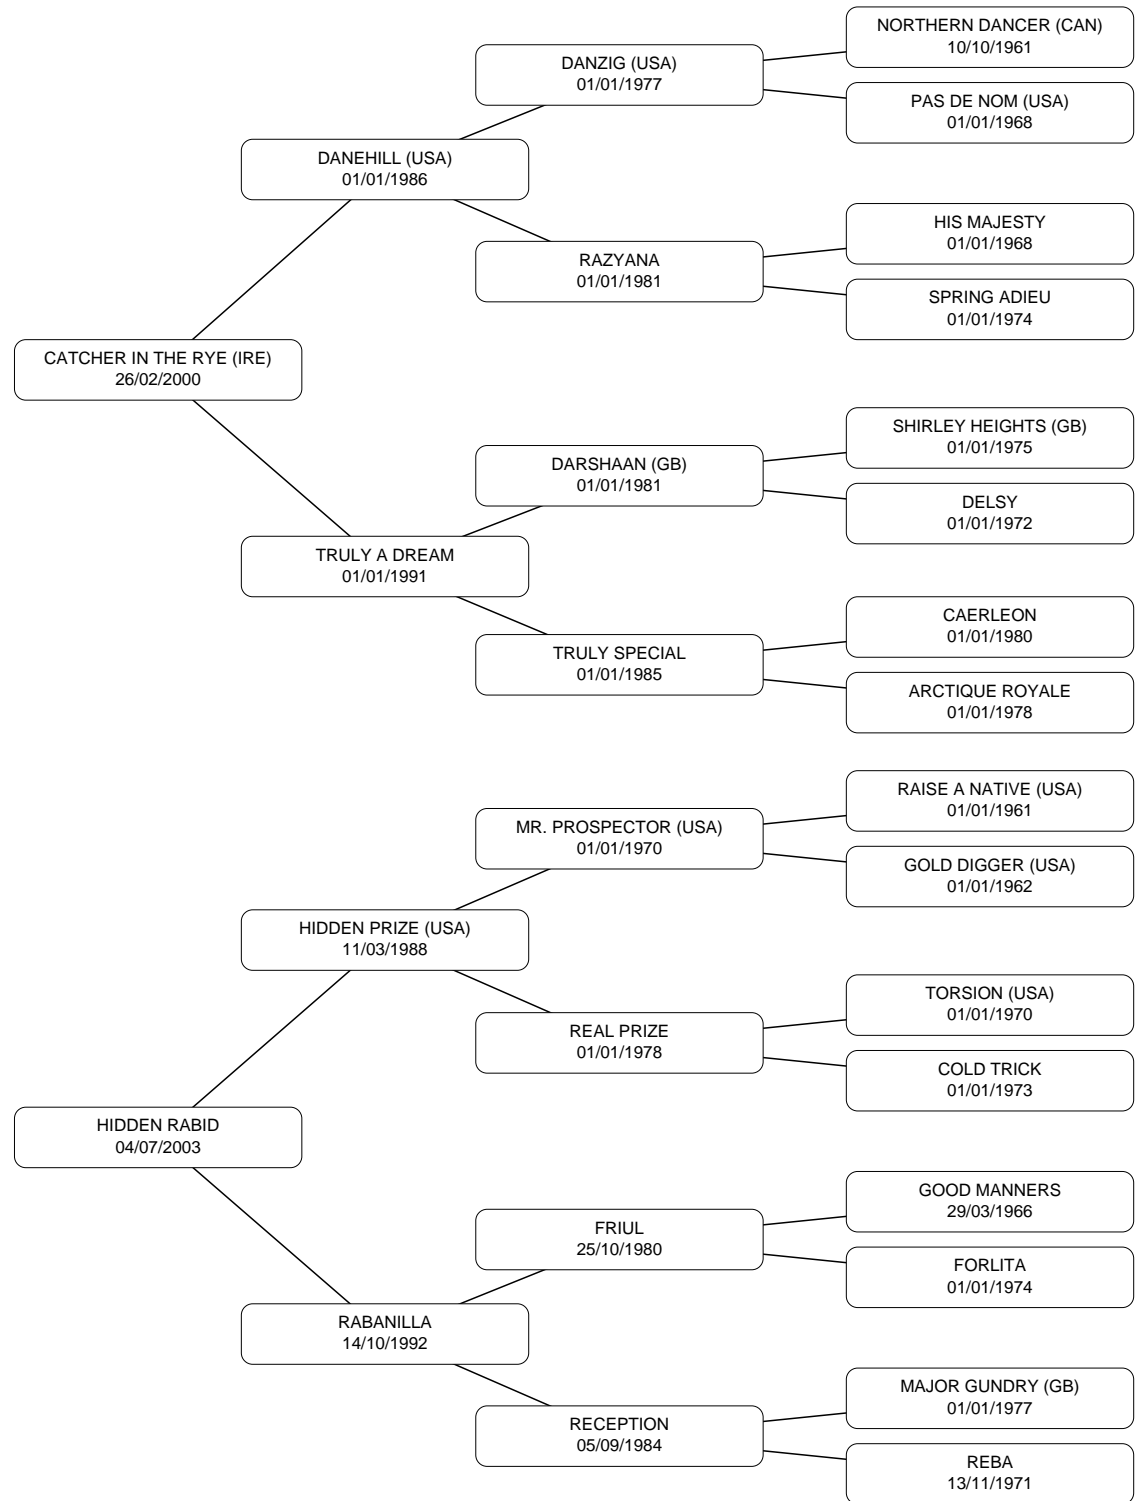 NORTHERN DANCER (CAN)
10/10/1961
DANZIG (USA)
01/01/1977
PAS DE NOM (USA)
01/01/1968
DANEHILL (USA)
01/01/1986
HIS MAJESTY
01/01/1968
RAZYANA
01/01/1981
SPRING ADIEU
01/01/1974
CATCHER IN THE RYE (IRE)
26/02/2000
SHIRLEY HEIGHTS (GB)
01/01/1975
DARSHAAN (GB)
01/01/1981
DELSY
01/01/1972
TRULY A DREAM
01/01/1991
CAERLEON
01/01/1980
TRULY SPECIAL
01/01/1985
ARCTIQUE ROYALE
01/01/1978
RAISE A NATIVE (USA)
01/01/1961
MR. PROSPECTOR (USA)
01/01/1970
GOLD DIGGER (USA)
01/01/1962
HIDDEN PRIZE (USA)
11/03/1988
TORSION (USA)
01/01/1970
REAL PRIZE
01/01/1978
COLD TRICK
01/01/1973
HIDDEN RABID
04/07/2003
GOOD MANNERS
29/03/1966
FRIUL
25/10/1980
FORLITA
01/01/1974
RABANILLA
14/10/1992
MAJOR GUNDRY (GB)
01/01/1977
RECEPTION
05/09/1984
REBA
13/11/1971